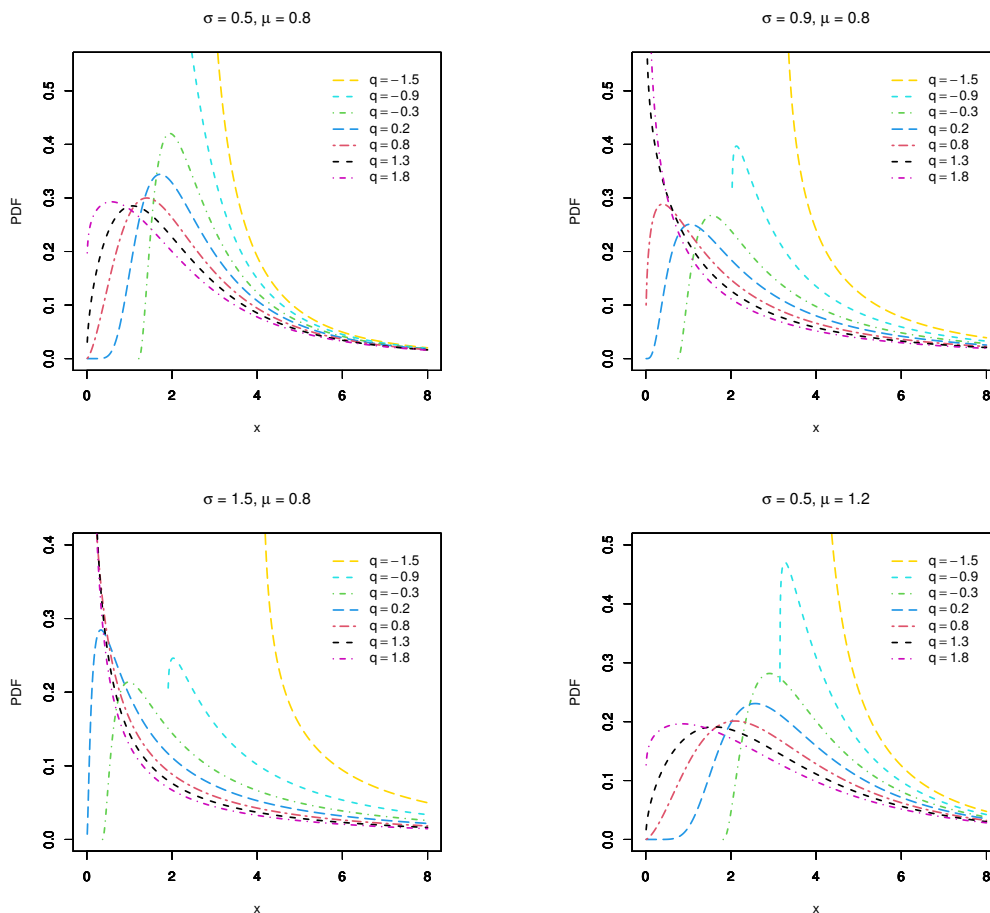 σ = 0.5, μ = 0.8
PDF
0.0 0.1 0.2 0.3 0.4 0.5
q = −1.5
q = −0.9
q = −0.3
q = 0.2
q = 0.8
q = 1.3
q = 1.8
0 2 4 6 8
x
σ = 0.9, μ = 0.8
PDF
0.0 0.1 0.2 0.3 0.4 0.5
q = −1.5
q = −0.9
q = −0.3
q = 0.2
q = 0.8
q = 1.3
q = 1.8
0 2 4 6 8
x
σ = 1.5, μ = 0.8
PDF
0.0 0.1 0.2 0.3 0.4
q = −1.5
q = −0.9
q = −0.3
q = 0.2
q = 0.8
q = 1.3
q = 1.8
0 2 4 6 8
x
σ = 0.5, μ = 1.2
PDF
0.0 0.1 0.2 0.3 0.4 0.5
q = −1.5
q = −0.9
q = −0.3
q = 0.2
q = 0.8
q = 1.3
q = 1.8
0 2 4 6 8
x